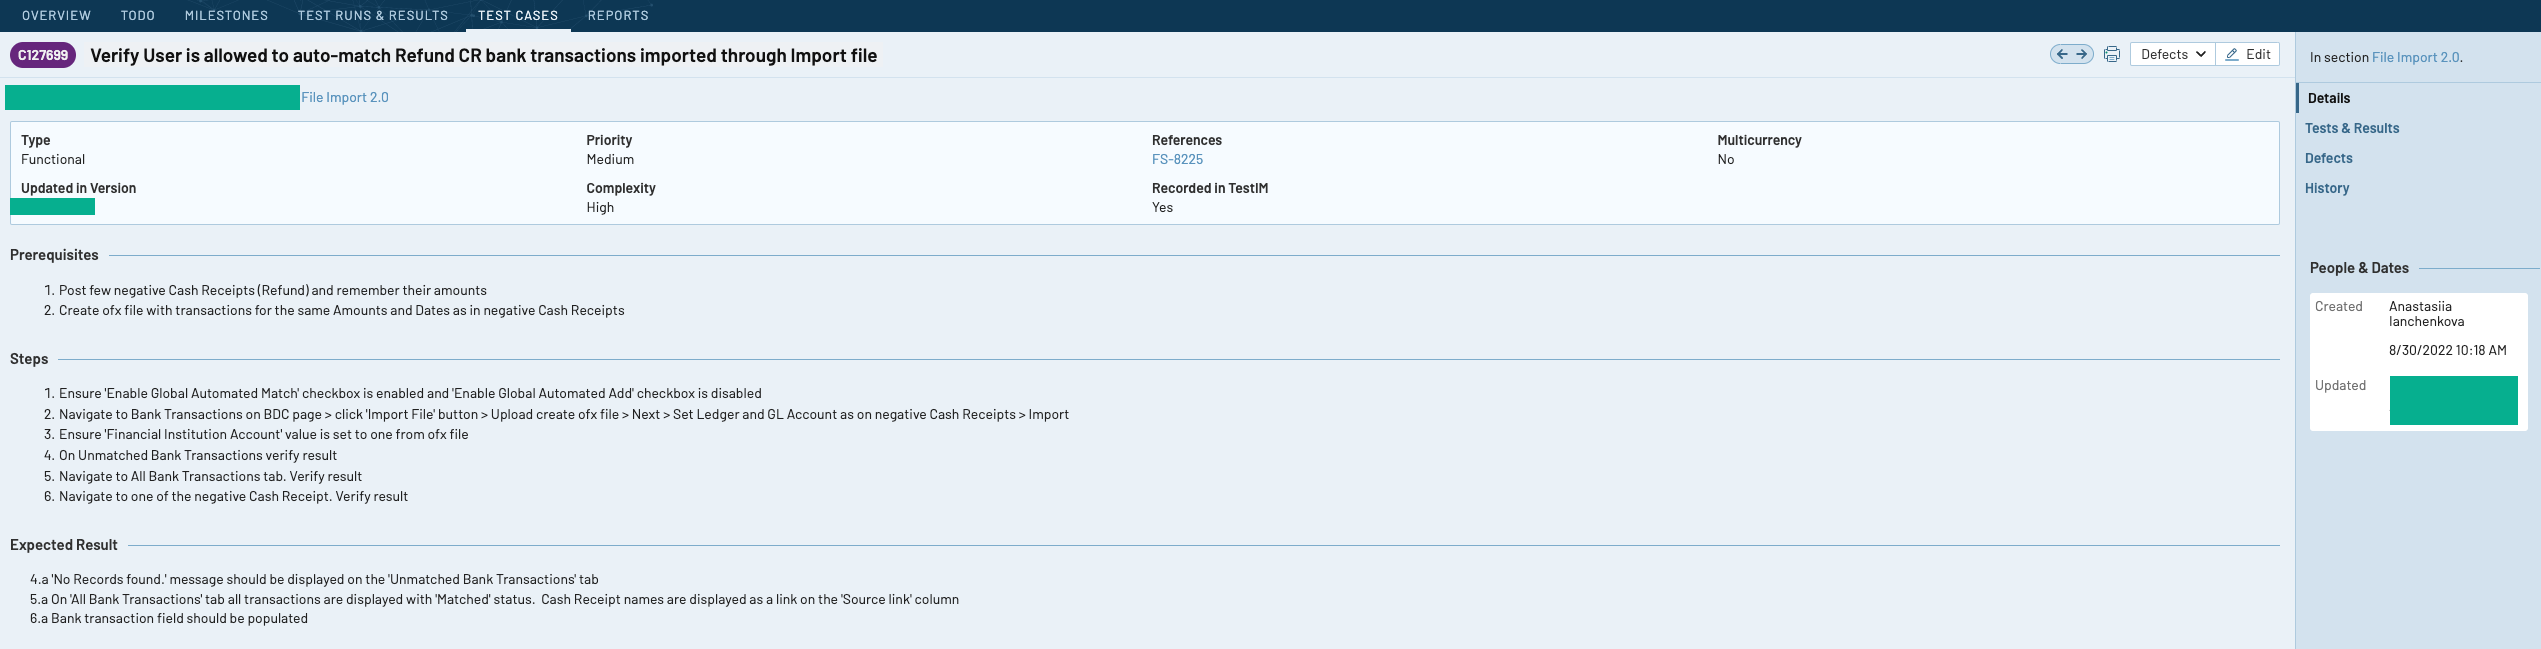 OVERVIEW TODO MILESTONES TEST RUNS & RESULTS TEST CASES REPORTS
C127699 Verify User is allowed to auto-match Refund CR bank transactions imported through Import file
Defects Edit
File Import 2.0
Type Priority References Multicurrency
Functional Medium FS-8225 No
Updated in Version Complexity Recorded in TestIM
High Yes
Prerequisites
1. Post few negative Cash Receipts (Refund) and remember their amounts
2. Create ofx file with transactions for the same Amounts and Dates as in negative Cash Receipts
Steps
1. Ensure 'Enable Global Automated Match' checkbox is enabled and 'Enable Global Automated Add' checkbox is disabled
2. Navigate to Bank Transactions on BDC page > click 'Import File' button > Upload create ofx file > Next > Set Ledger and GL Account as on negative Cash Receipts > Import
3. Ensure 'Financial Institution Account' value is set to one from ofx file
4. On Unmatched Bank Transactions verify result
5. Navigate to All Bank Transactions tab. Verify result
6. Navigate to one of the negative Cash Receipt. Verify result
Expected Result
4.a 'No Records found.' message should be displayed on the 'Unmatched Bank Transactions' tab
5.a On 'All Bank Transactions' tab all transactions are displayed with 'Matched' status. Cash Receipt names are displayed as a link on the 'Source link' column
6.a Bank transaction field should be populated
In section File Import 2.0.
Details
Tests & Results
Defects
History
People & Dates
Created Anastasiia
Ianchenkova
8/30/2022 10:18 AM
Updated